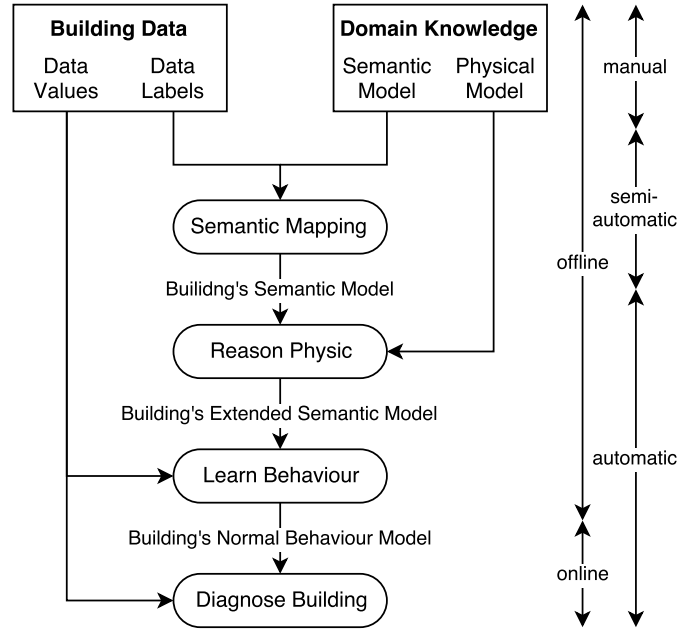 Building Data
Data Values
Data Labels
Domain Knowledge
Semantic Model
Physical Model
manual
Semantic Mapping
semi-
automatic
offline
Builidng's Semantic Model
Reason Physic
Building's Extended Semantic Model
automatic
Learn Behaviour
Building's Normal Behaviour Model
online
Diagnose Building